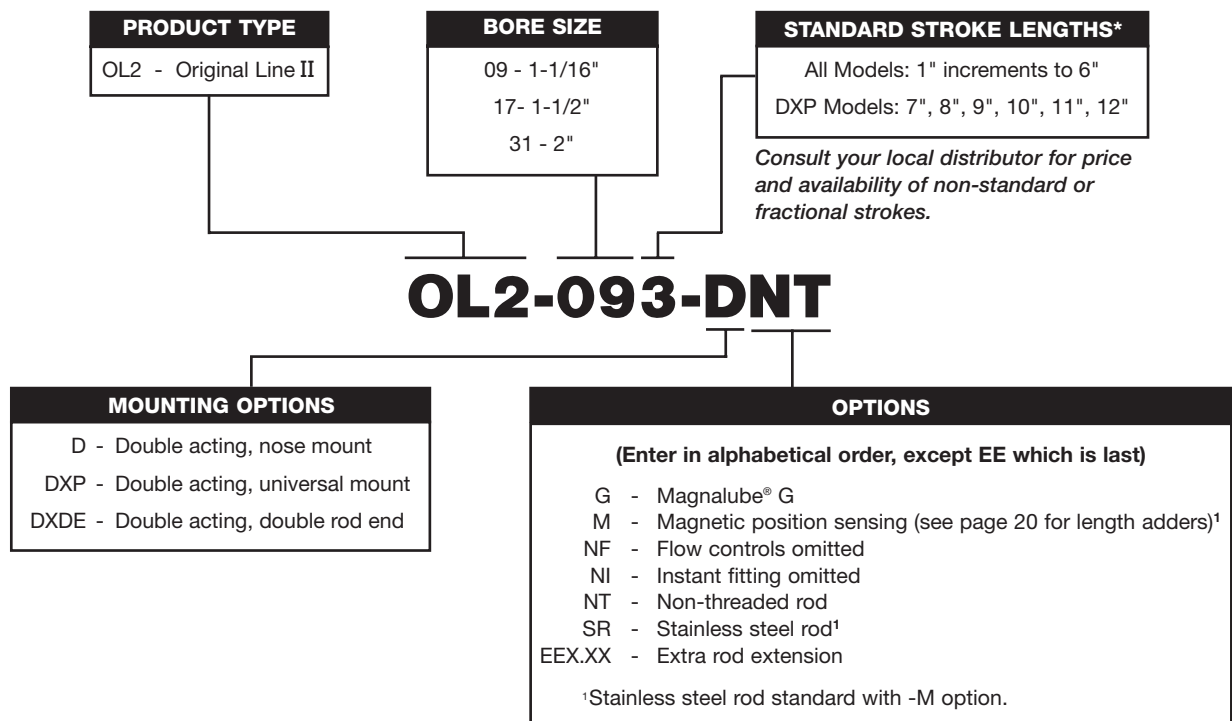 PRODUCT TYPE
OL2 - Original Line II
BORE SIZE
09 - 1-1/16"
17- 1-1/2"
31 - 2"
STANDARD STROKE LENGTHS*
All Models: 1" increments to 6"
DXP Models: 7", 8", 9", 10", 11", 12"
Consult your local distributor for price
and availability of non-standard or
fractional strokes.
OL2-093-DNT
MOUNTING OPTIONS
D - Double acting, nose mount
DXP - Double acting, universal mount
DXDE - Double acting, double rod end
OPTIONS
(Enter in alphabetical order, except EE which is last)
G - Magnalube® G
M - Magnetic position sensing (see page 20 for length adders)¹
NF - Flow controls omitted
NI - Instant fitting omitted
NT - Non-threaded rod
SR - Stainless steel rod¹
EEX.XX - Extra rod extension
¹Stainless steel rod standard with -M option.